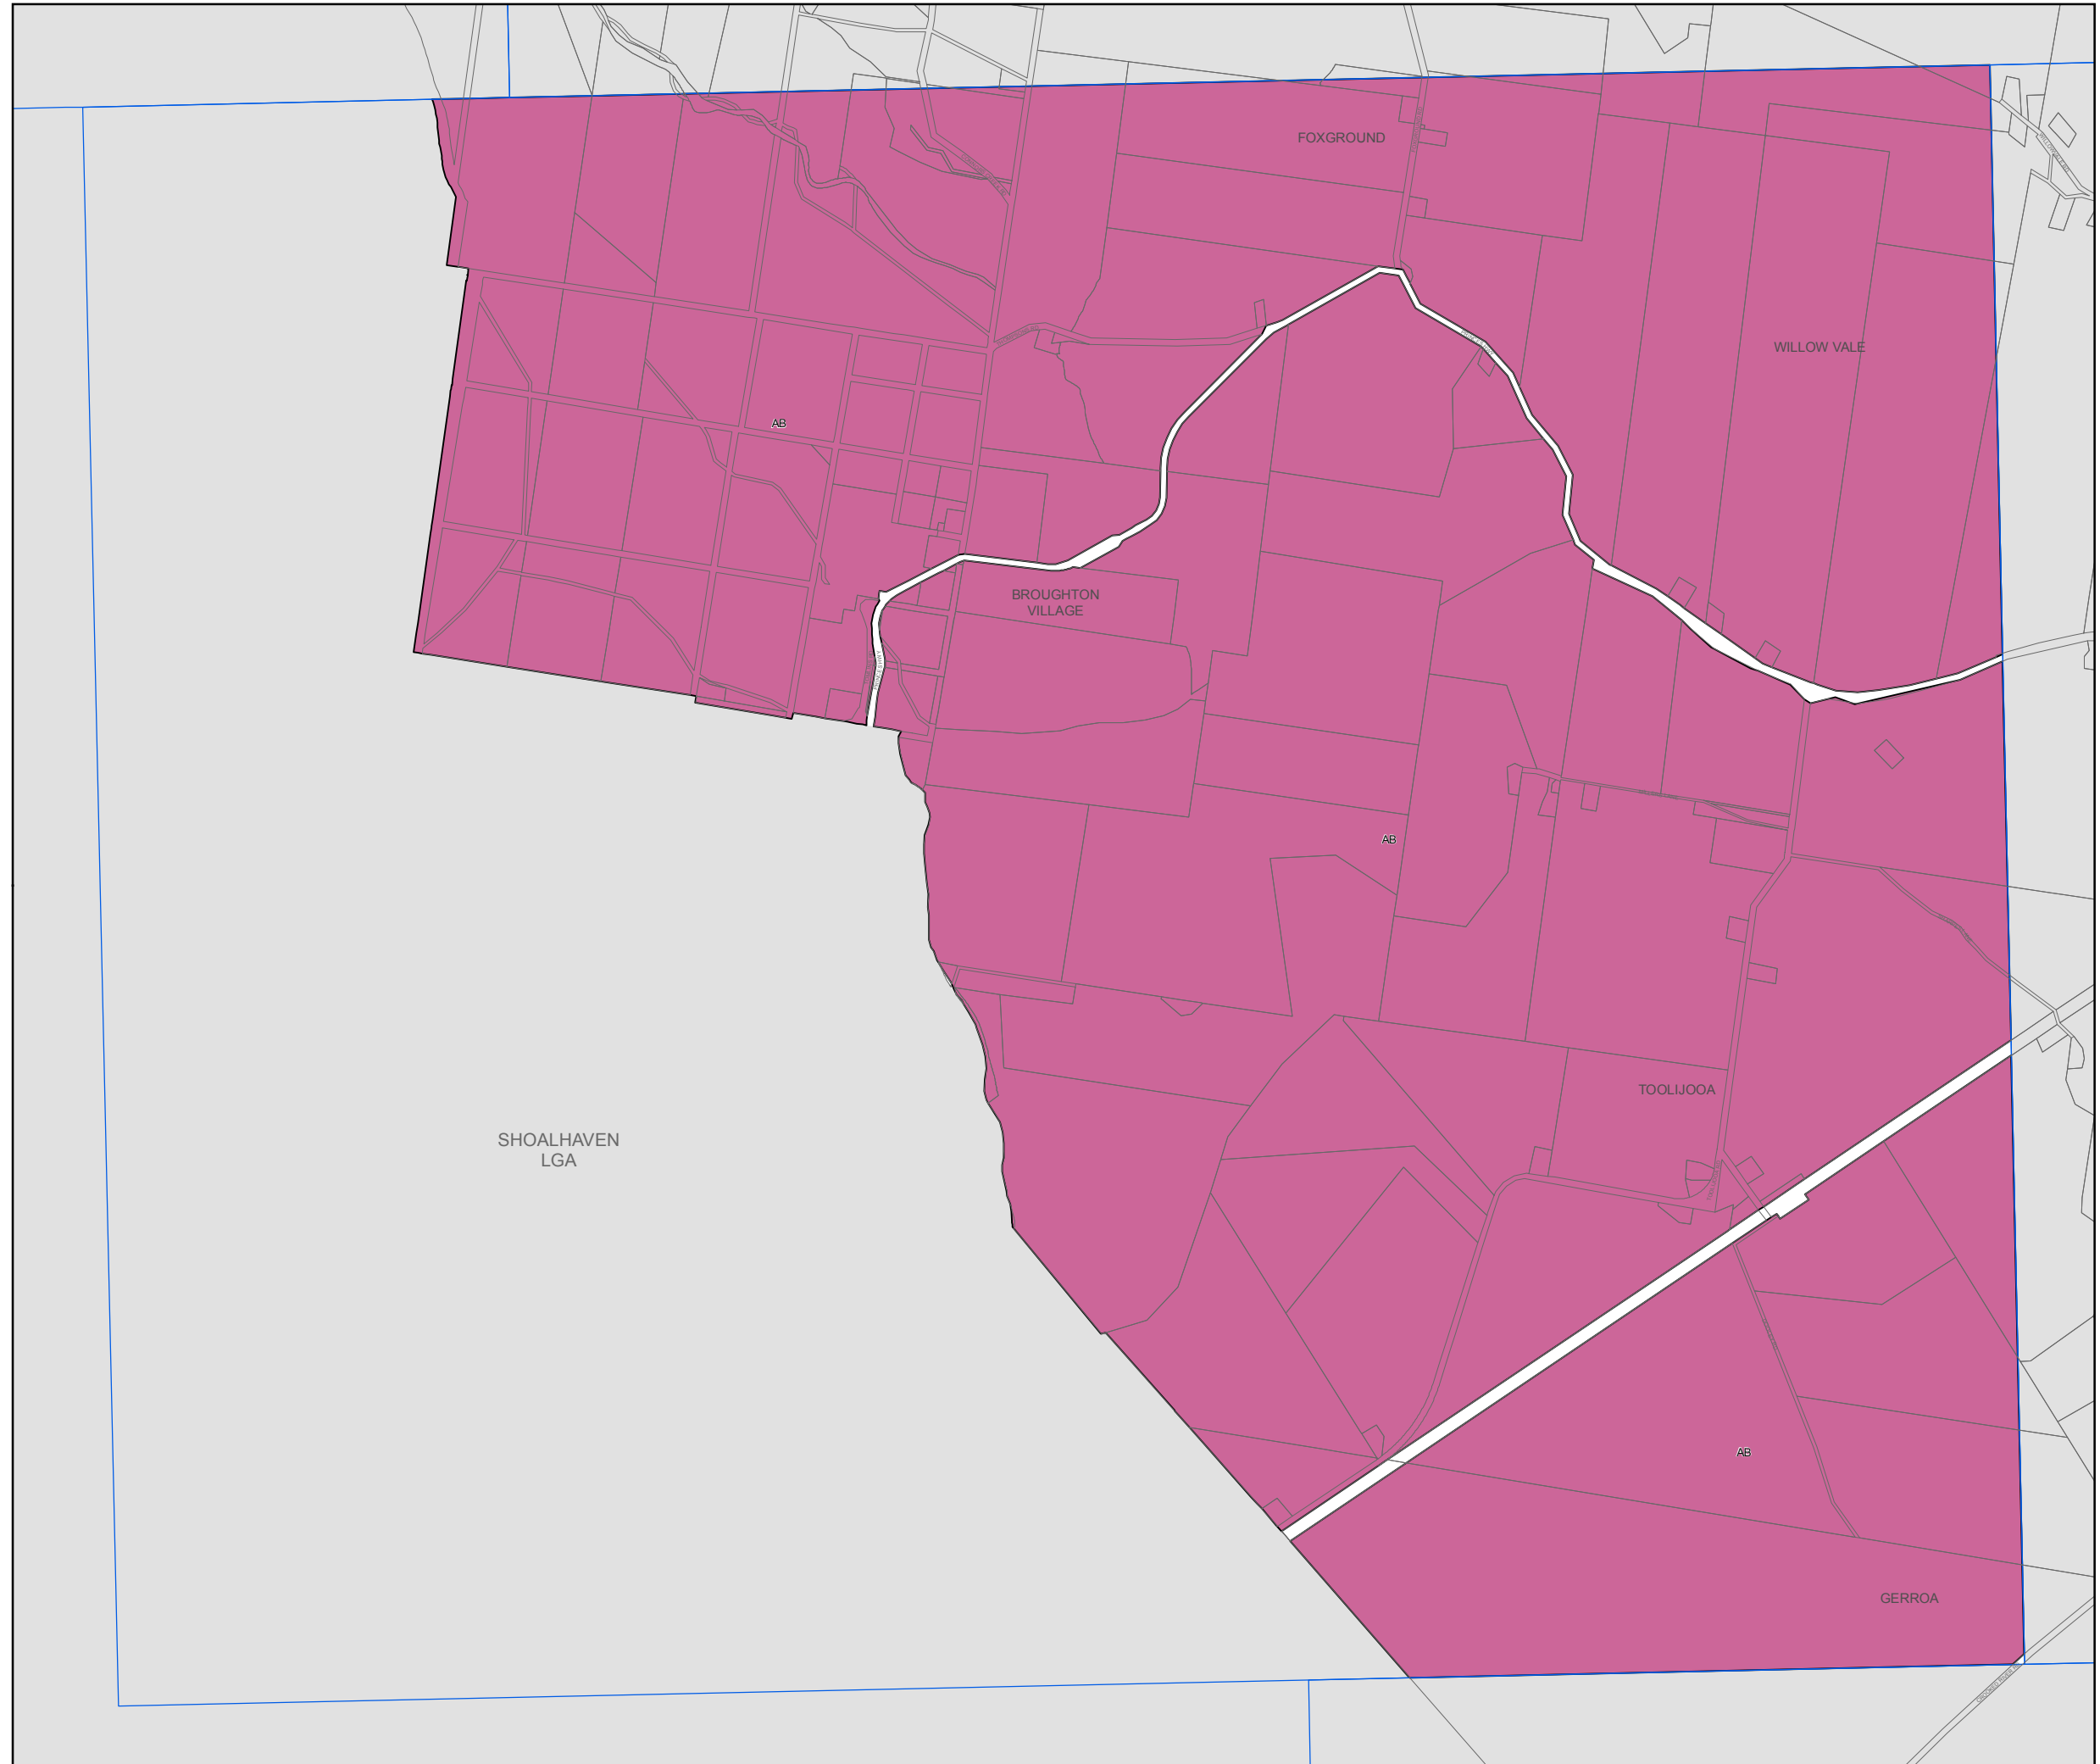 FOXGROUND
WILLOW VALE
AB
BROUGHTON
VILLAGE
AB
TOOLIJOOA
SHOALHAVEN
LGA
AB
GERROA